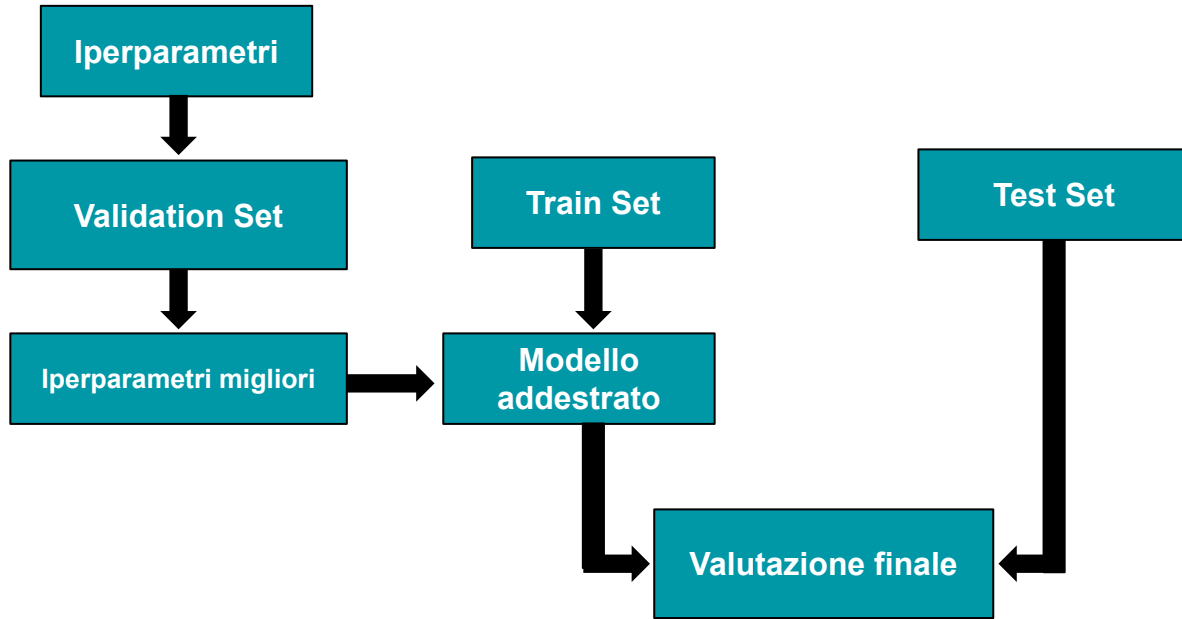 Iperparametri
Validation Set
Train Set
Test Set
Iperparametri migliori
Modello
addestrato
Valutazione finale